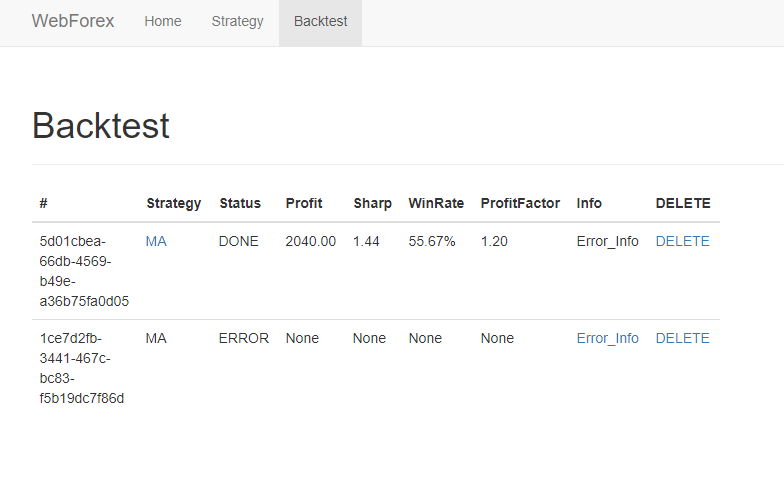 WebForex Home Strategy Backtest
Backtest
# Strategy Status Profit Sharp WinRate ProfitFactor Info DELETE
5d01cbea- MA DONE 2040.00 1.44 55.67% 1.20 Error_Info DELETE
66db-4569-
b49e-
a36b75fa0d05
1ce7d2fb- MA ERROR None None None None Error_Info DELETE
3441-467c-
bc83-
f5b19dc7f86d